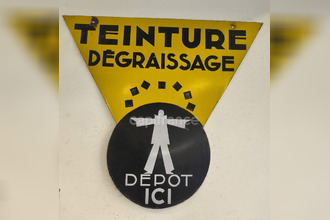 TEINTURE
DÉGRAISSAGE
DÉPOT
ICI